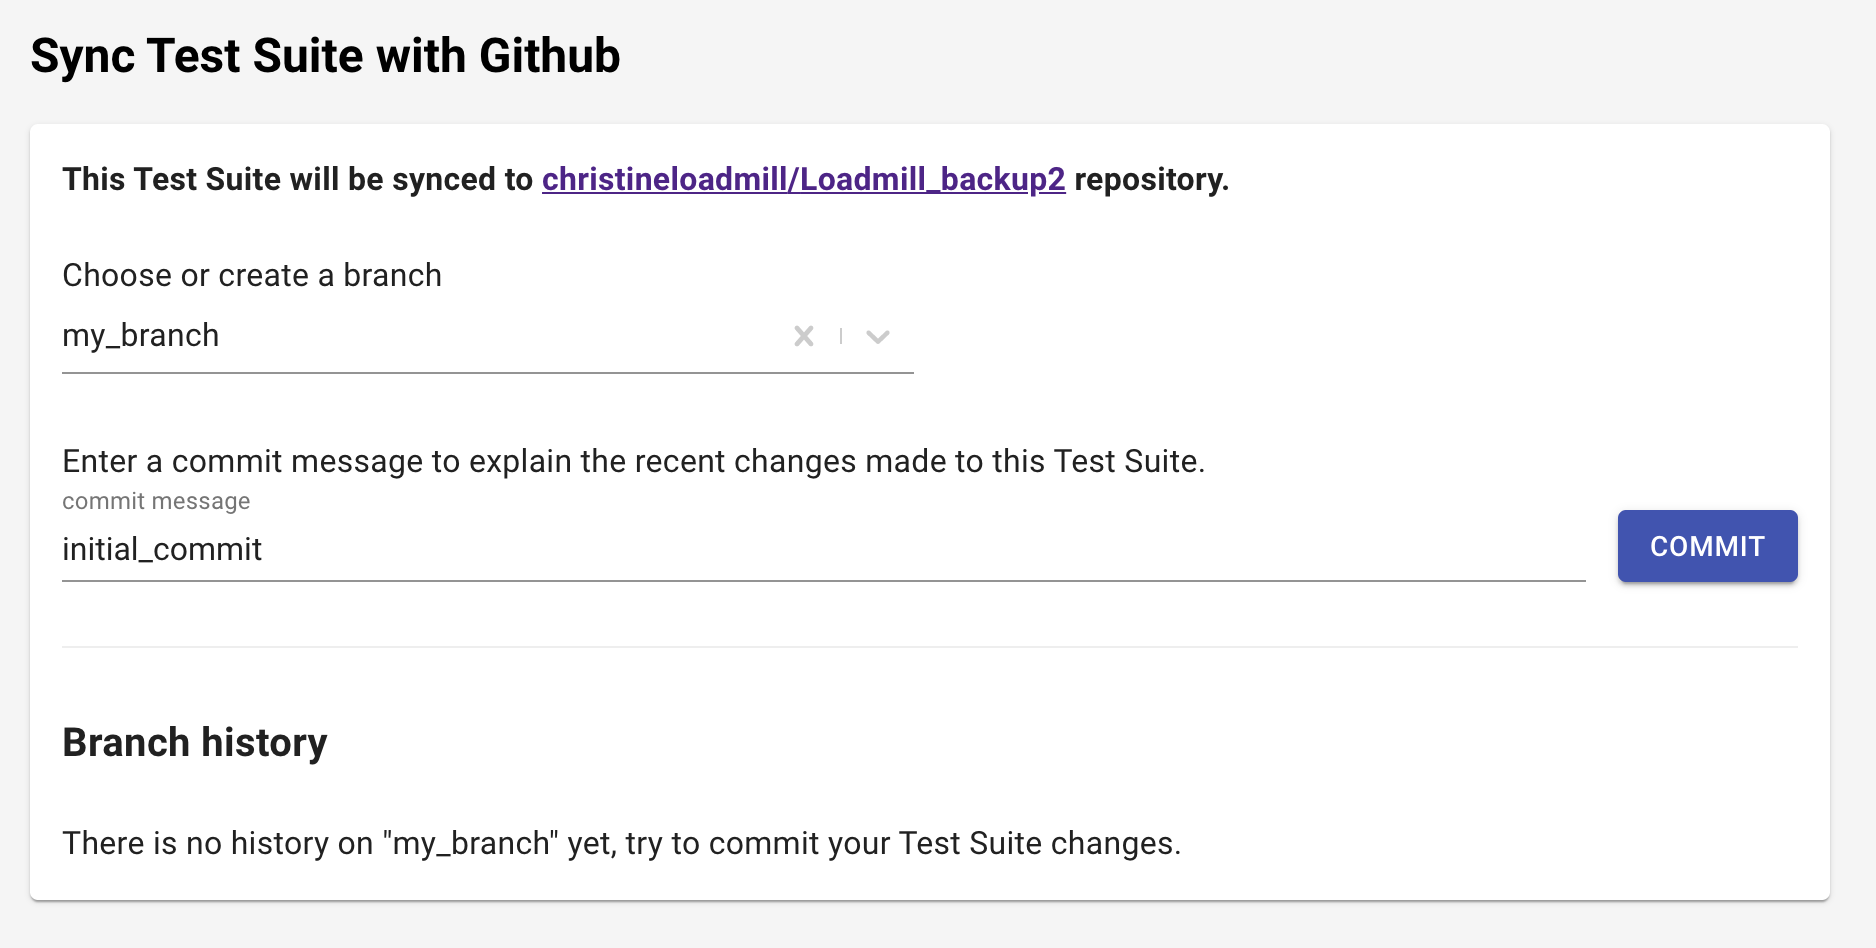 Sync Test Suite with Github
This Test Suite will be synced to christineloadmill/Loadmill_backup2 repository.
Choose or create a branch
my_branch
Enter a commit message to explain the recent changes made to this Test Suite.
commit message
initial_commit
COMMIT
Branch history
There is no history on "my_branch" yet, try to commit your Test Suite changes.